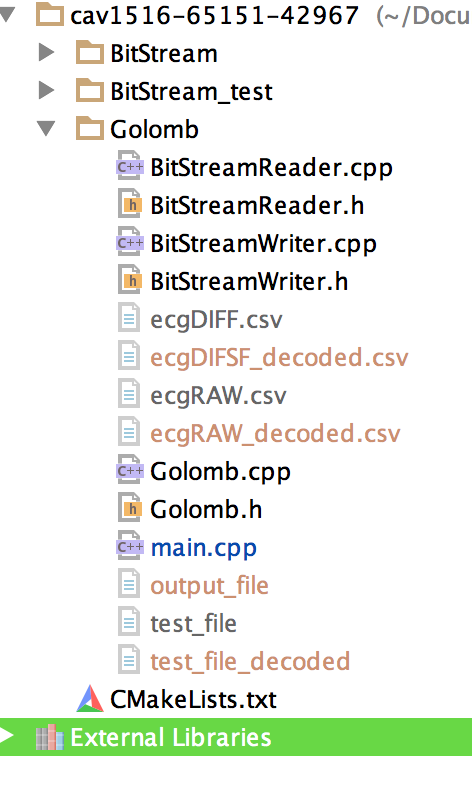 cav1516-65151-42967 (~/Docu
BitStream
BitStream_test
Golomb
C++ BitStreamReader.cpp
h BitStreamReader.h
C++ BitStreamWriter.cpp
h BitStreamWriter.h
ecgDIFF.csv
ecgDIFSF_decoded.csv
ecgRAW.csv
ecgRAW_decoded.csv
C++ Golomb.cpp
h Golomb.h
C++ main.cpp
output_file
test_file
test_file_decoded
CMakeLists.txt
External Libraries